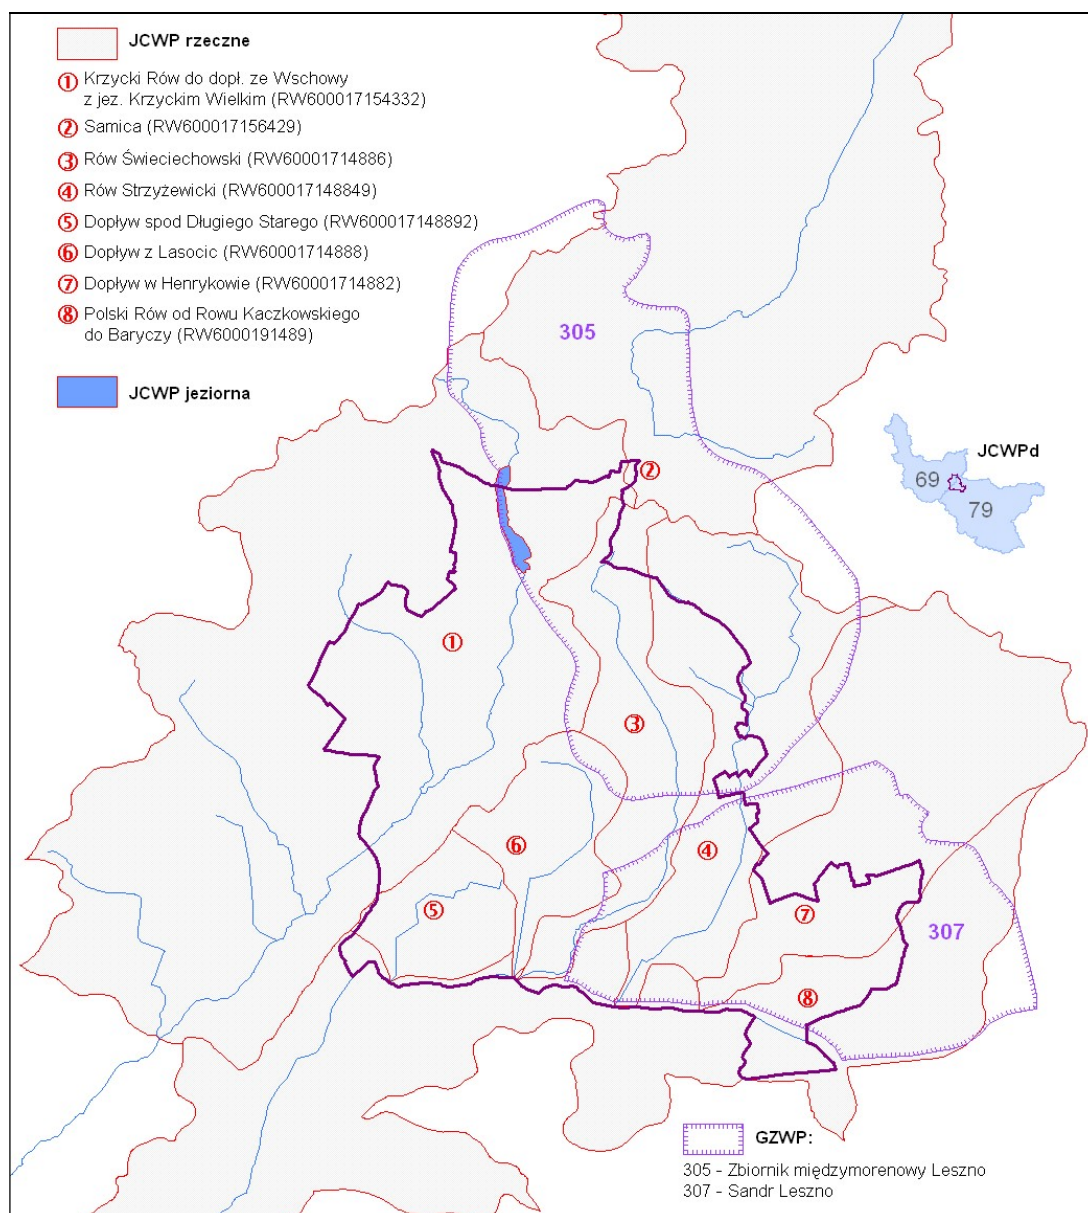 JCWP rzeczne
① Krzycki Rów do dopł. ze Wschowy
z jez. Krzyckim Wielkim (RW600017154332)
② Samica (RW600017156429)
③ Rów Święciechowski (RW60001714886)
④ Rów Strzyżewicki (RW600017148849)
⑤ Dopływ spod Długiego Starego (RW600017148892)
⑥ Dopływ z Lasocic (RW60001714888)
⑦ Dopływ w Henrykowie (RW60001714882)
⑧ Polski Rów od Rowu Kaczkowskiego
do Baryczy (RW6000191489)
JCWP jeziorna
305
JCWPd
69
79
②
①
③
⑥
④
⑤
⑦
307
⑧
GZWP:
305 - Zbiornik międzymorenowy Leszno
307 - Sandr Leszno